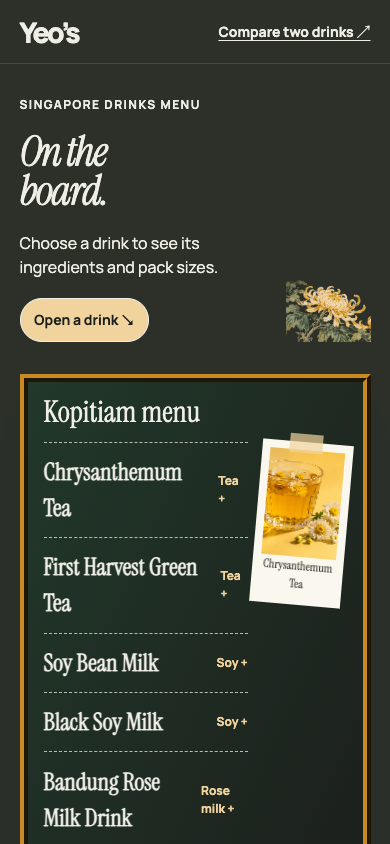 Yeo's
Compare two drinks ↗
SINGAPORE DRINKS MENU
On the
board.
Choose a drink to see its
ingredients and pack sizes.
Open a drink ↘
Kopitiam menu
Chrysanthemum
Tea
Tea
+
First Harvest Green
Tea
Tea
+
Soy Bean Milk
Soy +
Black Soy Milk
Soy +
Bandung Rose
Milk Drink
Rose
milk +
Chrysanthemum
Tea